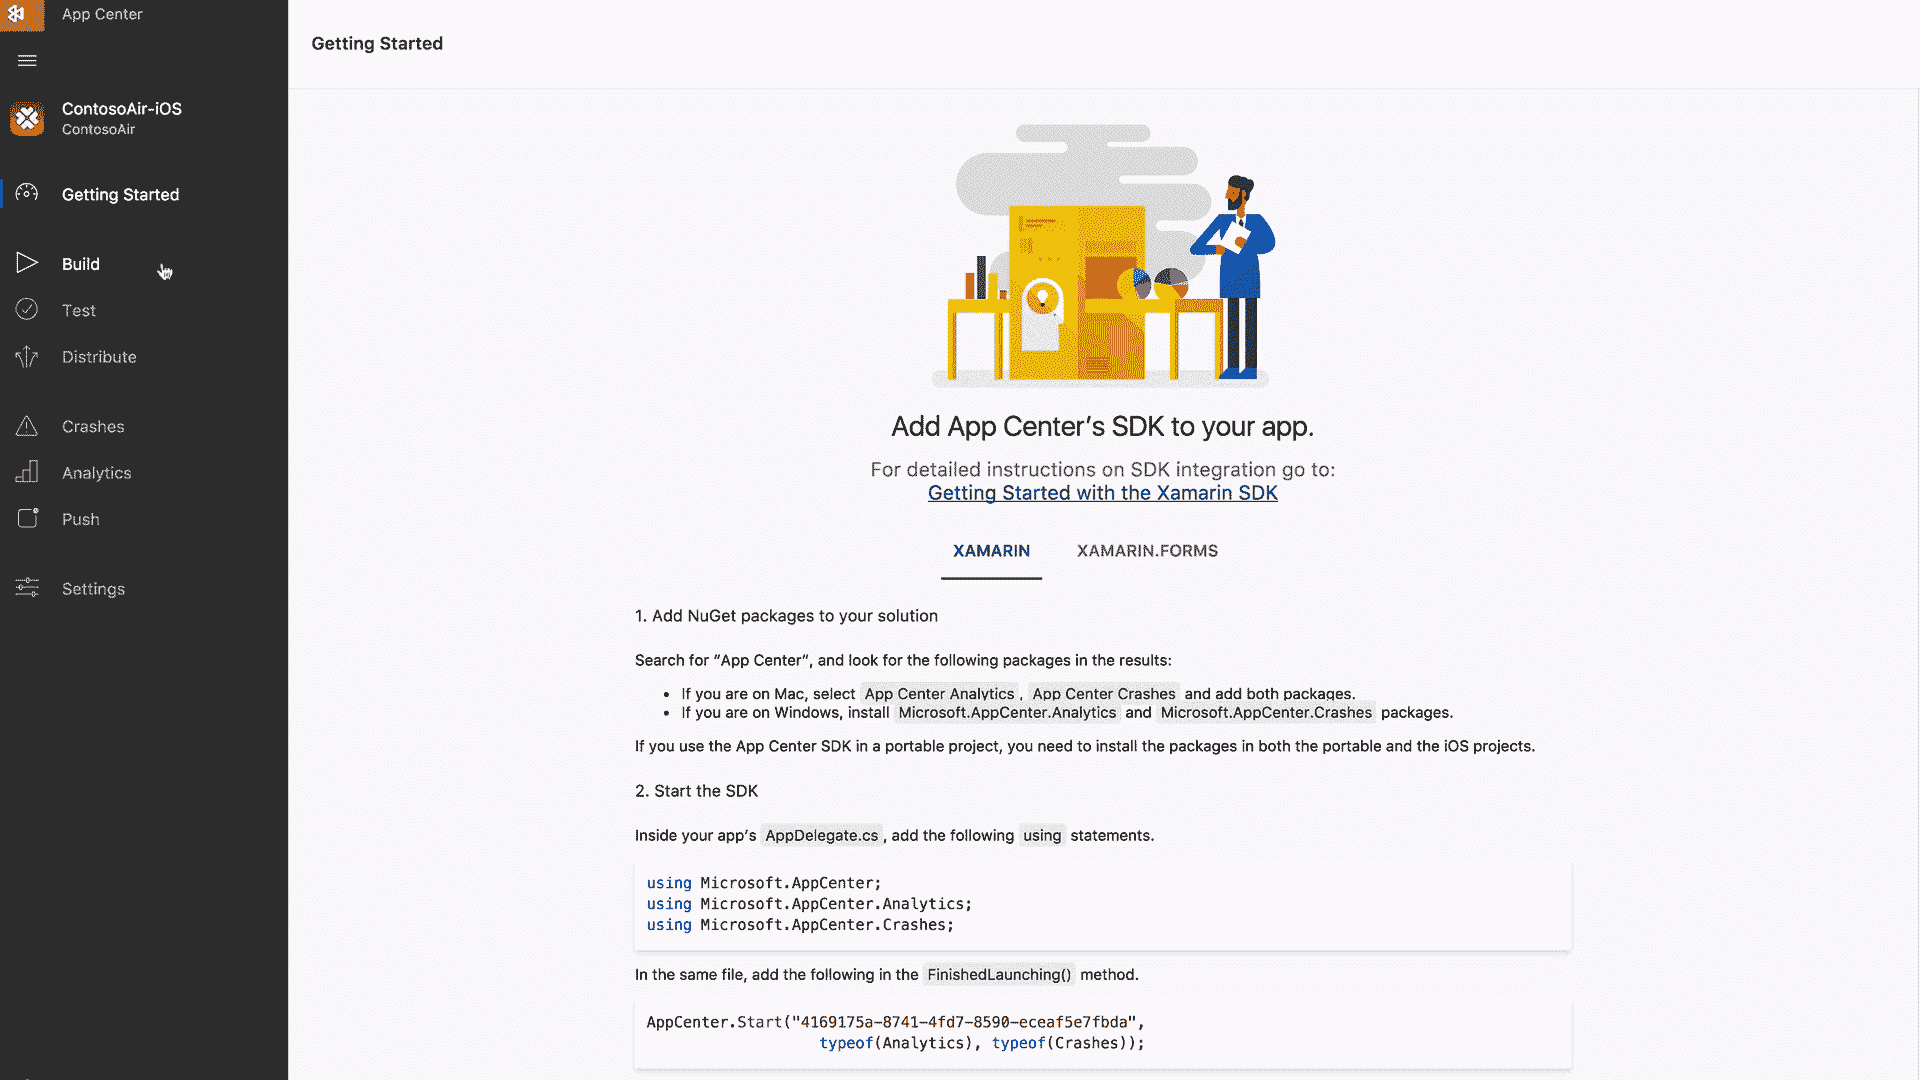 App Center
ContosoAir-iOS
ContosoAir
Getting Started
Build
Test
Distribute
Crashes
Analytics
Push
Settings
Getting Started
Add App Center’s SDK to your app.
For detailed instructions on SDK integration go to:
Getting Started with the Xamarin SDK
XAMARIN XAMARIN.FORMS
1. Add NuGet packages to your solution
Search for “App Center”, and look for the following packages in the results:
• If you are on Mac, select App Center Analytics, App Center Crashes and add both packages.
• If you are on Windows, install Microsoft.AppCenter.Analytics and Microsoft.AppCenter.Crashes packages.
If you use the App Center SDK in a portable project, you need to install the packages in both the portable and the iOS projects.
2. Start the SDK
Inside your app’s AppDelegate.cs, add the following using statements.
using Microsoft.AppCenter;
using Microsoft.AppCenter.Analytics;
using Microsoft.AppCenter.Crashes;
In the same file, add the following in the FinishedLaunching() method.
AppCenter.Start("4169175a-8741-4fd7-8590-eceaf5e7fbda",
typeof(Analytics), typeof(Crashes));